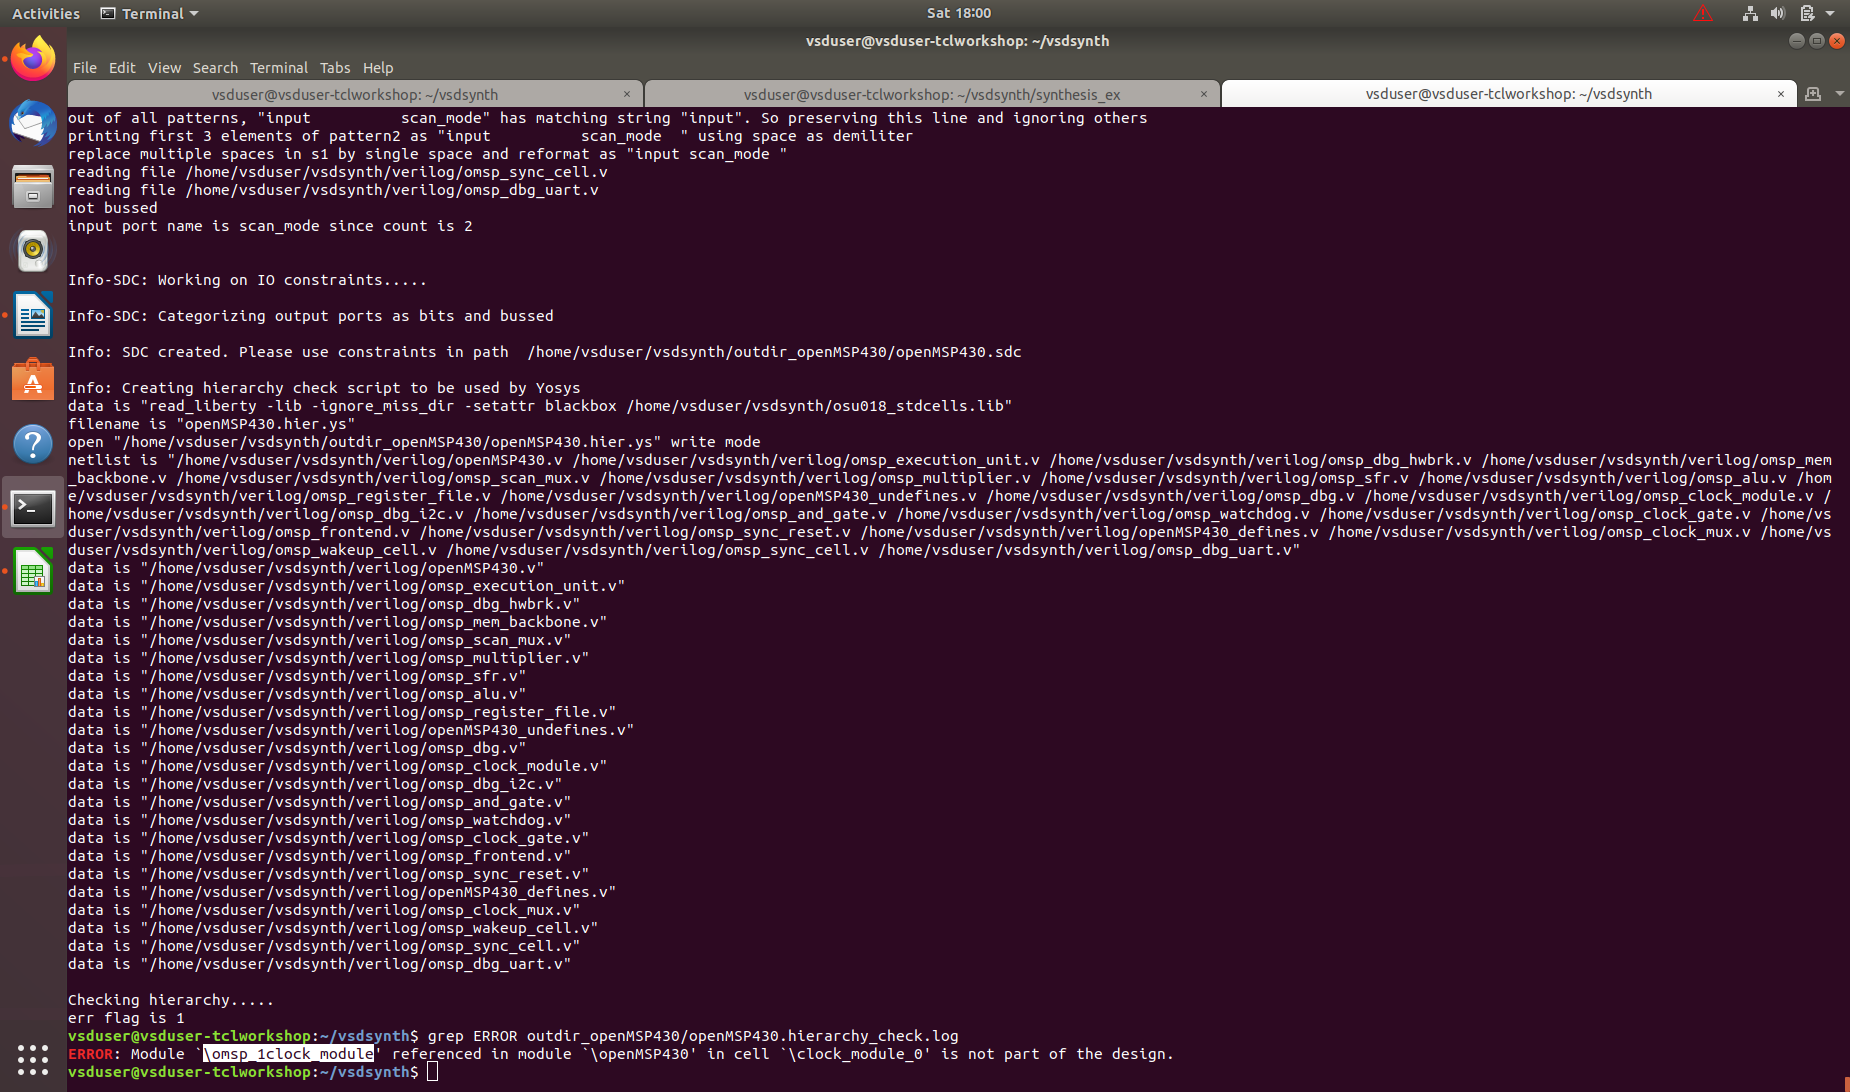 Activities Terminal Sat 18:00
vsduser@vsduser-tclworkshop: ~/vsdsynth
File Edit View Search Terminal Tabs Help
vsduser@vsduser-tclworkshop: ~/vsdsynth × vsduser@vsduser-tclworkshop: ~/vsdsynth/synthesis_ex × vsduser@vsduser-tclworkshop: ~/vsdsynth ×
out of all patterns, "input          scan_mode" has matching string "input". So preserving this line and ignoring others
printing first 3 elements of pattern2 as "input          scan_mode  " using space as demiliter
replace multiple spaces in s1 by single space and reformat as "input scan_mode "
reading file /home/vsduser/vsdsynth/verilog/omsp_sync_cell.v
reading file /home/vsduser/vsdsynth/verilog/omsp_dbg_uart.v
not bussed
input port name is scan_mode since count is 2
Info-SDC: Working on IO constraints.....
Info-SDC: Categorizing output ports as bits and bussed
Info: SDC created. Please use constraints in path  /home/vsduser/vsdsynth/outdir_openMSP430/openMSP430.sdc
Info: Creating hierarchy check script to be used by Yosys
data is "read_liberty -lib -ignore_miss_dir -setattr blackbox /home/vsduser/vsdsynth/osu018_stdcells.lib"
filename is "openMSP430.hier.ys"
open "/home/vsduser/vsdsynth/outdir_openMSP430/openMSP430.hier.ys" write mode
netlist is "/home/vsduser/vsdsynth/verilog/openMSP430.v /home/vsduser/vsdsynth/verilog/omsp_execution_unit.v /home/vsduser/vsdsynth/verilog/omsp_dbg_hwbrk.v /home/vsduser/vsdsynth/verilog/omsp_mem
_backbone.v /home/vsduser/vsdsynth/verilog/omsp_scan_mux.v /home/vsduser/vsdsynth/verilog/omsp_multiplier.v /home/vsduser/vsdsynth/verilog/omsp_sfr.v /home/vsduser/vsdsynth/verilog/omsp_alu.v /hom
e/vsduser/vsdsynth/verilog/omsp_register_file.v /home/vsduser/vsdsynth/verilog/openMSP430_undefines.v /home/vsduser/vsdsynth/verilog/omsp_dbg.v /home/vsduser/vsdsynth/verilog/omsp_clock_module.v /
home/vsduser/vsdsynth/verilog/omsp_dbg_i2c.v /home/vsduser/vsdsynth/verilog/omsp_and_gate.v /home/vsduser/vsdsynth/verilog/omsp_watchdog.v /home/vsduser/vsdsynth/verilog/omsp_clock_gate.v /home/vs
duser/vsdsynth/verilog/omsp_frontend.v /home/vsduser/vsdsynth/verilog/omsp_sync_reset.v /home/vsduser/vsdsynth/verilog/openMSP430_defines.v /home/vsduser/vsdsynth/verilog/omsp_clock_mux.v /home/vs
duser/vsdsynth/verilog/omsp_wakeup_cell.v /home/vsduser/vsdsynth/verilog/omsp_sync_cell.v /home/vsduser/vsdsynth/verilog/omsp_dbg_uart.v"
data is "/home/vsduser/vsdsynth/verilog/openMSP430.v"
data is "/home/vsduser/vsdsynth/verilog/omsp_execution_unit.v"
data is "/home/vsduser/vsdsynth/verilog/omsp_dbg_hwbrk.v"
data is "/home/vsduser/vsdsynth/verilog/omsp_mem_backbone.v"
data is "/home/vsduser/vsdsynth/verilog/omsp_scan_mux.v"
data is "/home/vsduser/vsdsynth/verilog/omsp_multiplier.v"
data is "/home/vsduser/vsdsynth/verilog/omsp_sfr.v"
data is "/home/vsduser/vsdsynth/verilog/omsp_alu.v"
data is "/home/vsduser/vsdsynth/verilog/omsp_register_file.v"
data is "/home/vsduser/vsdsynth/verilog/openMSP430_undefines.v"
data is "/home/vsduser/vsdsynth/verilog/omsp_dbg.v"
data is "/home/vsduser/vsdsynth/verilog/omsp_clock_module.v"
data is "/home/vsduser/vsdsynth/verilog/omsp_dbg_i2c.v"
data is "/home/vsduser/vsdsynth/verilog/omsp_and_gate.v"
data is "/home/vsduser/vsdsynth/verilog/omsp_watchdog.v"
data is "/home/vsduser/vsdsynth/verilog/omsp_clock_gate.v"
data is "/home/vsduser/vsdsynth/verilog/omsp_frontend.v"
data is "/home/vsduser/vsdsynth/verilog/omsp_sync_reset.v"
data is "/home/vsduser/vsdsynth/verilog/openMSP430_defines.v"
data is "/home/vsduser/vsdsynth/verilog/omsp_clock_mux.v"
data is "/home/vsduser/vsdsynth/verilog/omsp_wakeup_cell.v"
data is "/home/vsduser/vsdsynth/verilog/omsp_sync_cell.v"
data is "/home/vsduser/vsdsynth/verilog/omsp_dbg_uart.v"
Checking hierarchy.....
err flag is 1
vsduser@vsduser-tclworkshop:~/vsdsynth$ grep ERROR outdir_openMSP430/openMSP430.hierarchy_check.log
ERROR: Module `\omsp_1clock_module' referenced in module `\openMSP430' in cell `\clock_module_0' is not part of the design.
vsduser@vsduser-tclworkshop:~/vsdsynth$